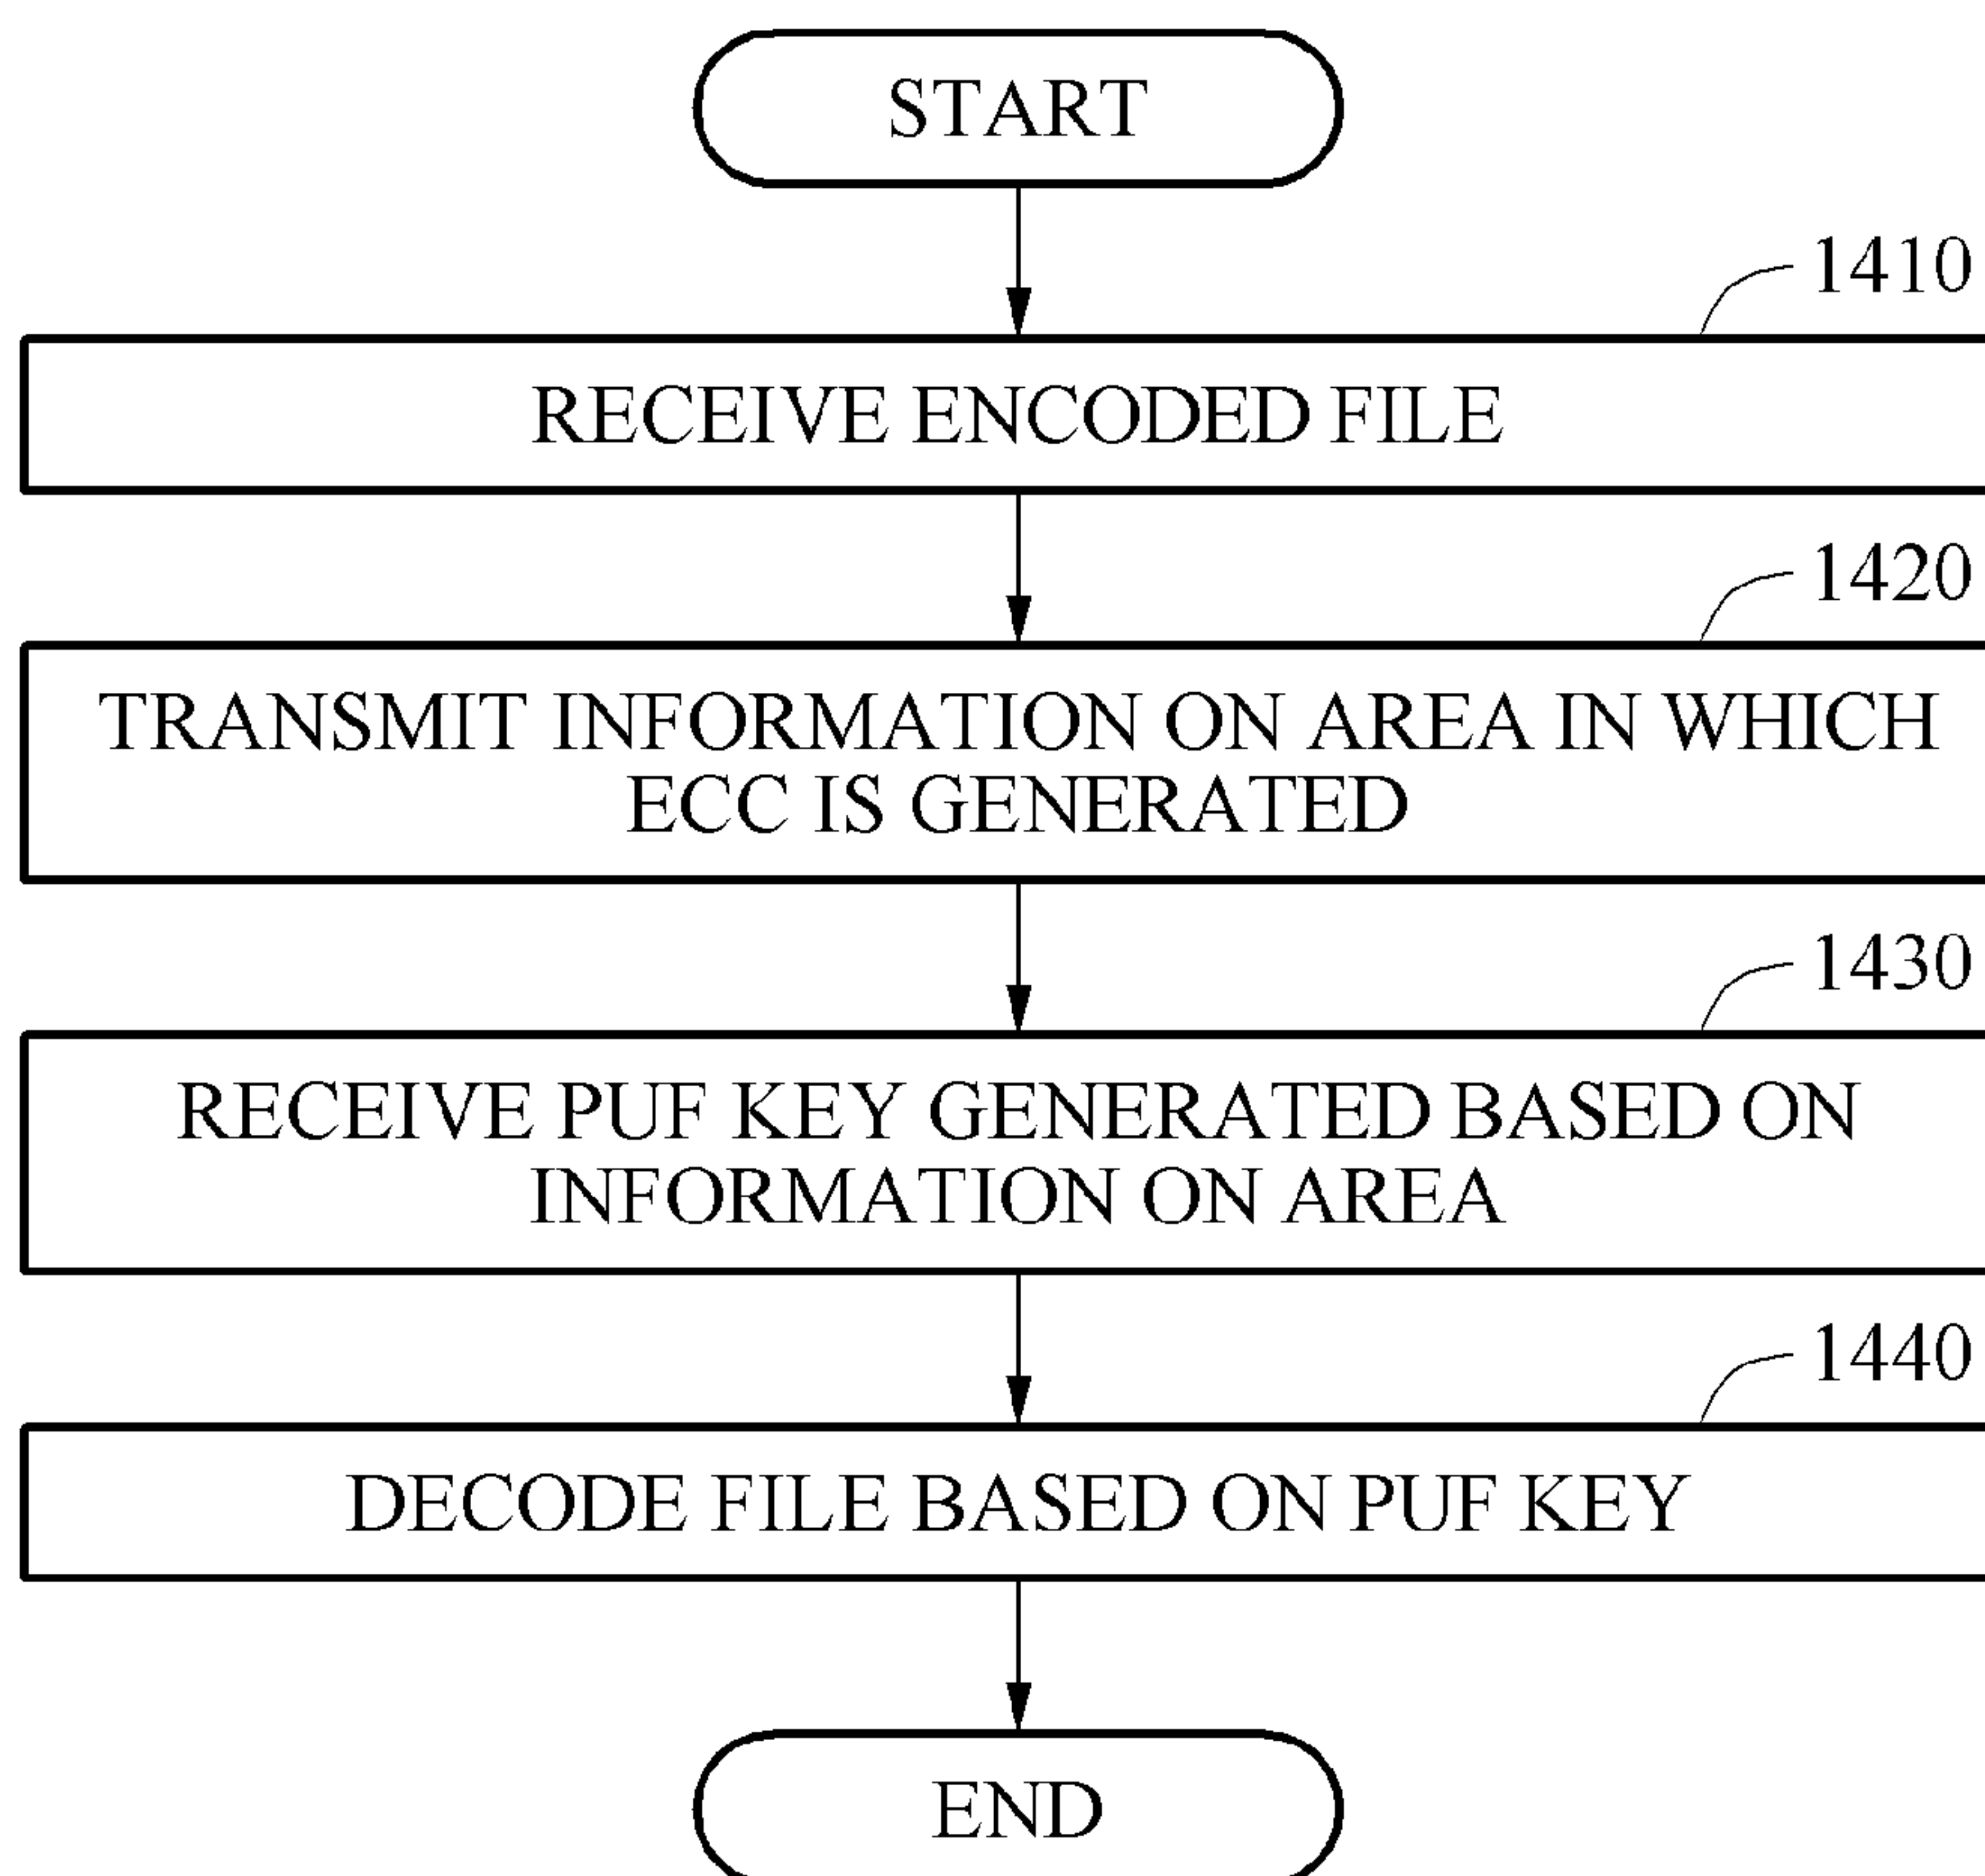 START
1410
RECEIVE ENCODED FILE
1420
TRANSMIT INFORMATION ON AREA IN WHICH
ECC IS GENERATED
1430
RECEIVE PUF KEY GENERATED BASED ON
INFORMATION ON AREA
1440
DECODE FILE BASED ON PUF KEY
END